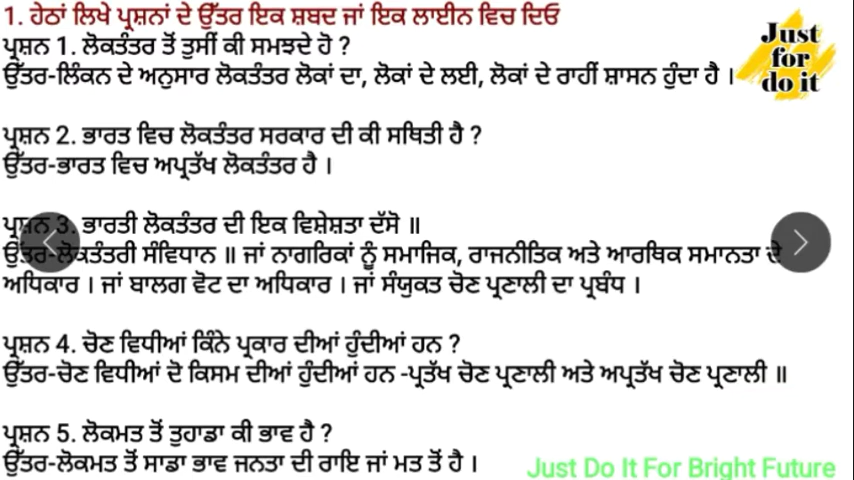 1. ਹੇਠਾਂ ਲਿਖੇ ਪ੍ਰਸ਼ਨਾਂ ਦੇ ਉੱਤਰ ਇਕ ਸ਼ਬਦ ਜਾਂ ਇਕ ਲਾਈਨ ਵਿਚ ਦਿਓ
ਪ੍ਰਸ਼ਨ 1. ਲੋਕਤੰਤਰ ਤੋਂ ਤੁਸੀਂ ਕੀ ਸਮਝਦੇ ਹੋ ?
ਉੱਤਰ-ਲਿੰਕਨ ਦੇ ਅਨੁਸਾਰ ਲੋਕਤੰਤਰ ਲੋਕਾਂ ਦਾ, ਲੋਕਾਂ ਦੇ ਲਈ, ਲੋਕਾਂ ਦੇ ਰਾਹੀਂ ਸ਼ਾਸਨ ਹੁੰਦਾ ਹੈ ।
Just
for
do it
ਪ੍ਰਸ਼ਨ 2. ਭਾਰਤ ਵਿਚ ਲੋਕਤੰਤਰ ਸਰਕਾਰ ਦੀ ਕੀ ਸਥਿਤੀ ਹੈ ?
ਉੱਤਰ-ਭਾਰਤ ਵਿਚ ਅਪ੍ਰਤੱਖ ਲੋਕਤੰਤਰ ਹੈ ।
ਪ੍ਰਸ਼ਨ 3. ਭਾਰਤੀ ਲੋਕਤੰਤਰ ਦੀ ਇਕ ਵਿਸ਼ੇਸ਼ਤਾ ਦੱਸੋ ॥
ਉੱਤਰ-ਲੋਕਤੰਤਰੀ ਸੰਵਿਧਾਨ ॥ ਜਾਂ ਨਾਗਰਿਕਾਂ ਨੂੰ ਸਮਾਜਿਕ, ਰਾਜਨੀਤਿਕ ਅਤੇ ਆਰਥਿਕ ਸਮਾਨਤਾ ਦੇ
ਅਧਿਕਾਰ । ਜਾਂ ਬਾਲਗ ਵੋਟ ਦਾ ਅਧਿਕਾਰ । ਜਾਂ ਸੰਯੁਕਤ ਚੋਣ ਪ੍ਰਣਾਲੀ ਦਾ ਪ੍ਰਬੰਧ ।
ਪ੍ਰਸ਼ਨ 4. ਚੋਣ ਵਿਧੀਆਂ ਕਿੰਨੇ ਪ੍ਰਕਾਰ ਦੀਆਂ ਹੁੰਦੀਆਂ ਹਨ ?
ਉੱਤਰ-ਚੋਣ ਵਿਧੀਆਂ ਦੋ ਕਿਸਮ ਦੀਆਂ ਹੁੰਦੀਆਂ ਹਨ -ਪ੍ਰਤੱਖ ਚੋਣ ਪ੍ਰਣਾਲੀ ਅਤੇ ਅਪ੍ਰਤੱਖ ਚੋਣ ਪ੍ਰਣਾਲੀ ॥
ਪ੍ਰਸ਼ਨ 5. ਲੋਕਮਤ ਤੋਂ ਤੁਹਾਡਾ ਕੀ ਭਾਵ ਹੈ ?
ਉੱਤਰ-ਲੋਕਮਤ ਤੋਂ ਸਾਡਾ ਭਾਵ ਜਨਤਾ ਦੀ ਰਾਇ ਜਾਂ ਮਤ ਤੋਂ ਹੈ ।
Just Do It For Bright Future